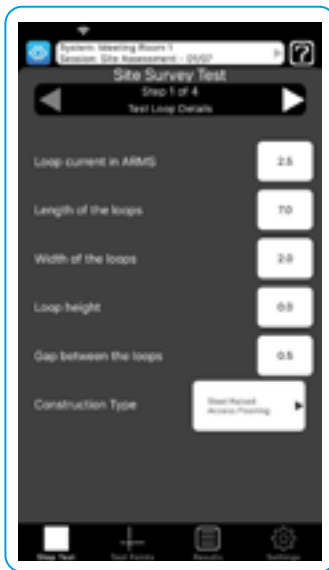 System: Meeting Room 1
Session: Site Assessment - 01/07
?
Site Survey Test
Step 1 of 4
Test Loop Details
Loop current in ARMS 2.5
Length of the loops 7.0
Width of the loops 2.0
Loop height 0.0
Gap between the loops 0.5
Construction Type Steel Raised
Access Flooring
Stop Test Test Points Results Settings